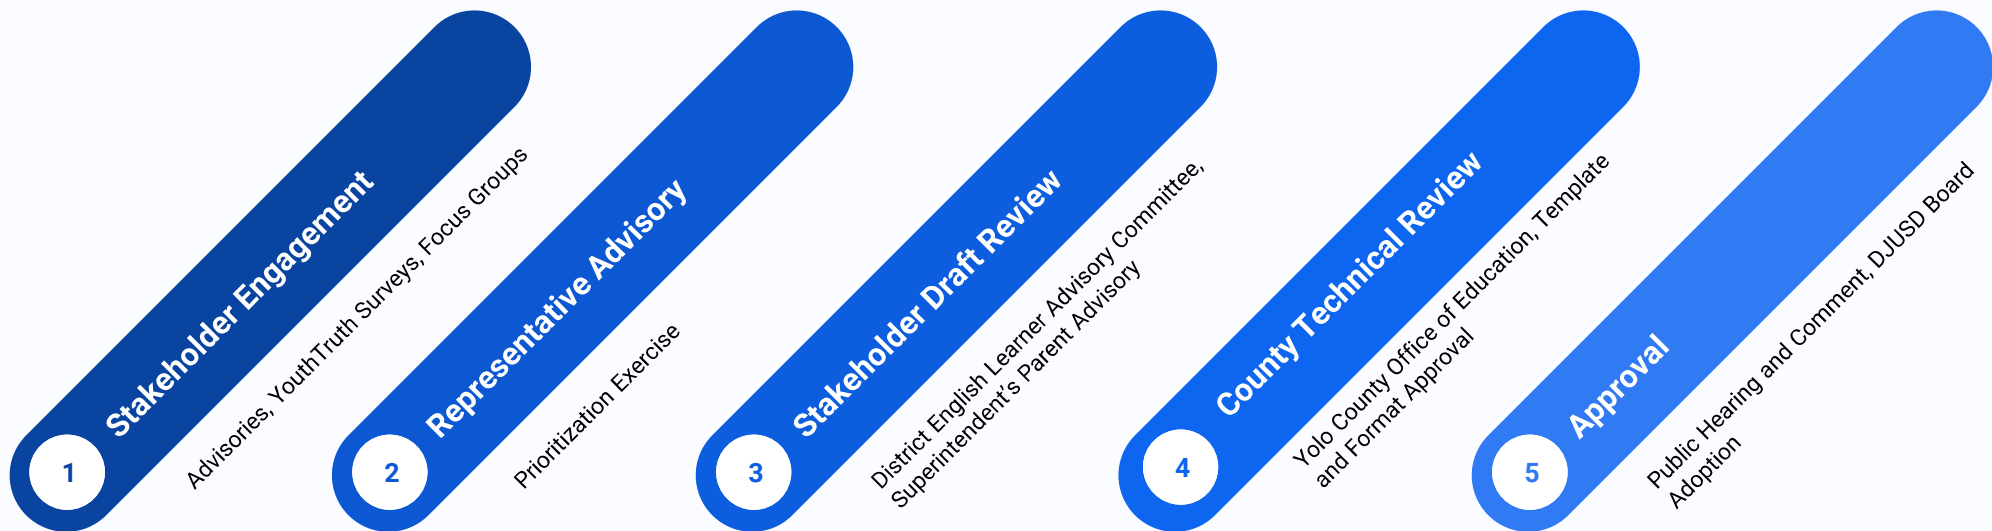 1
Stakeholder Engagement
Advisories, YouthTruth Surveys, Focus Groups
2
Representative Advisory
Prioritization Exercise
3
Stakeholder Draft Review
District English Learner Advisory Committee,
Superintendent's Parent Advisory
4
County Technical Review
Yolo County Office of Education, Template
and Format Approval
5
Approval
Public Hearing and Comment, DJUSD Board
Adoption